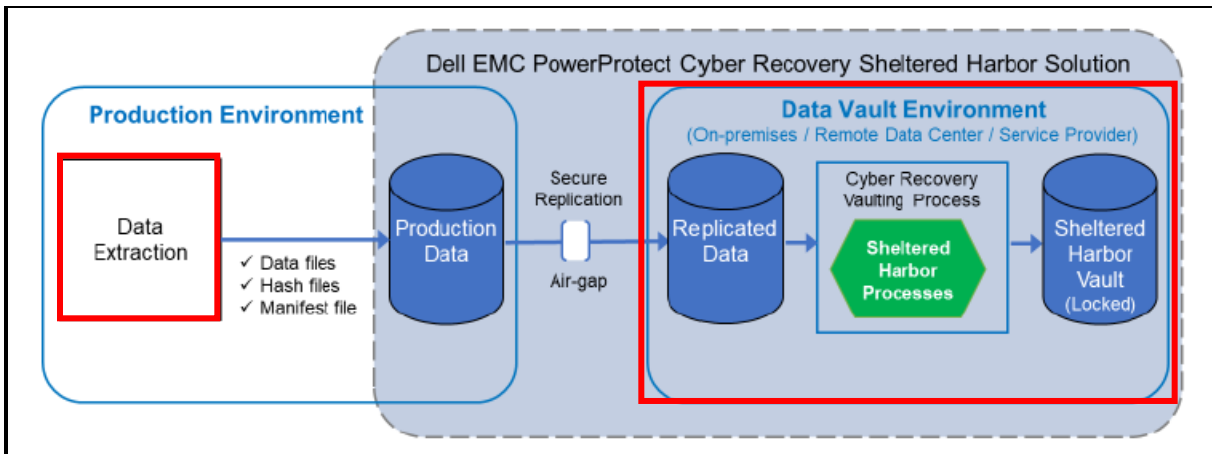 Dell EMC PowerProtect Cyber Recovery Sheltered Harbor Solution
Production Environment
Data Vault Environment
(On-premises / Remote Data Center / Service Provider)
Data
Extraction
✓ Data files
✓ Hash files
✓ Manifest file
Production
Data
Secure
Replication
Air-gap
Replicated
Data
Cyber Recovery
Vaulting Process
Sheltered
Harbor
Processes
Sheltered
Harbor
Vault
(Locked)